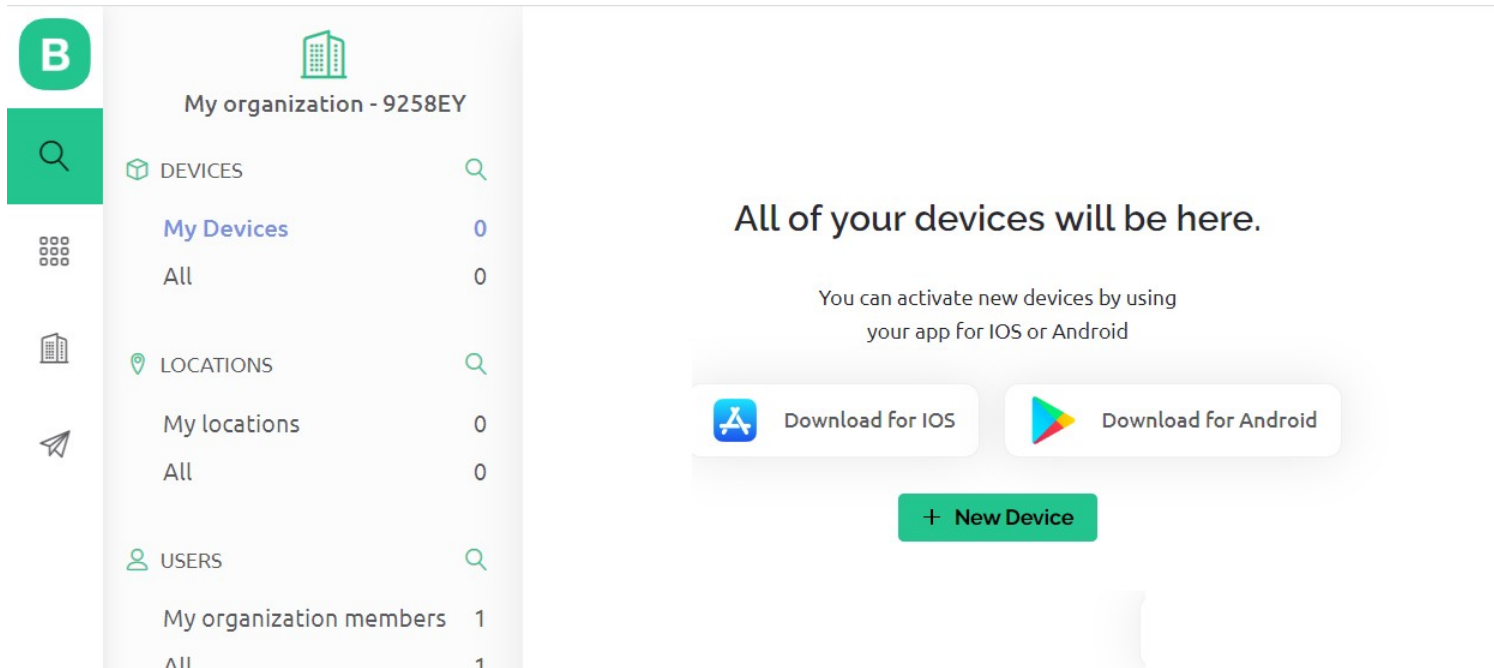 B
My organization - 9258EY
DEVICES
My Devices 0
All 0
LOCATIONS
My locations 0
All 0
USERS
My organization members 1
All 1
All of your devices will be here.
You can activate new devices by using
your app for IOS or Android
Download for IOS
Download for Android
+ New Device